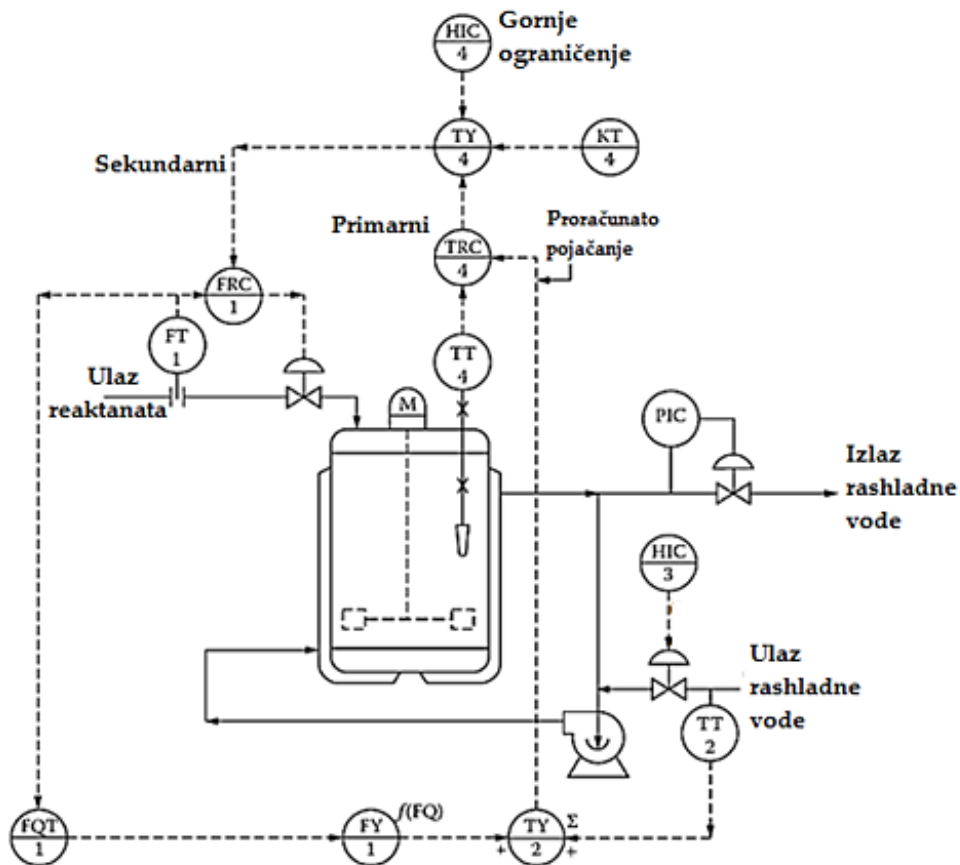 HIC
4
Gornje
ograničenje
TY
4
KT
4
Sekundarni
Primarni
TRC
4
Proračunato
pojačanje
FRC
1
FT
1
TT
4
Ulaz
reaktanata
M
PIC
Izlaz
rashladne
vode
HIC
3
Ulaz
rashladne
vode
TT
2
FQT
1
FY
1
f(FQ)
+
TY
2
Σ
+